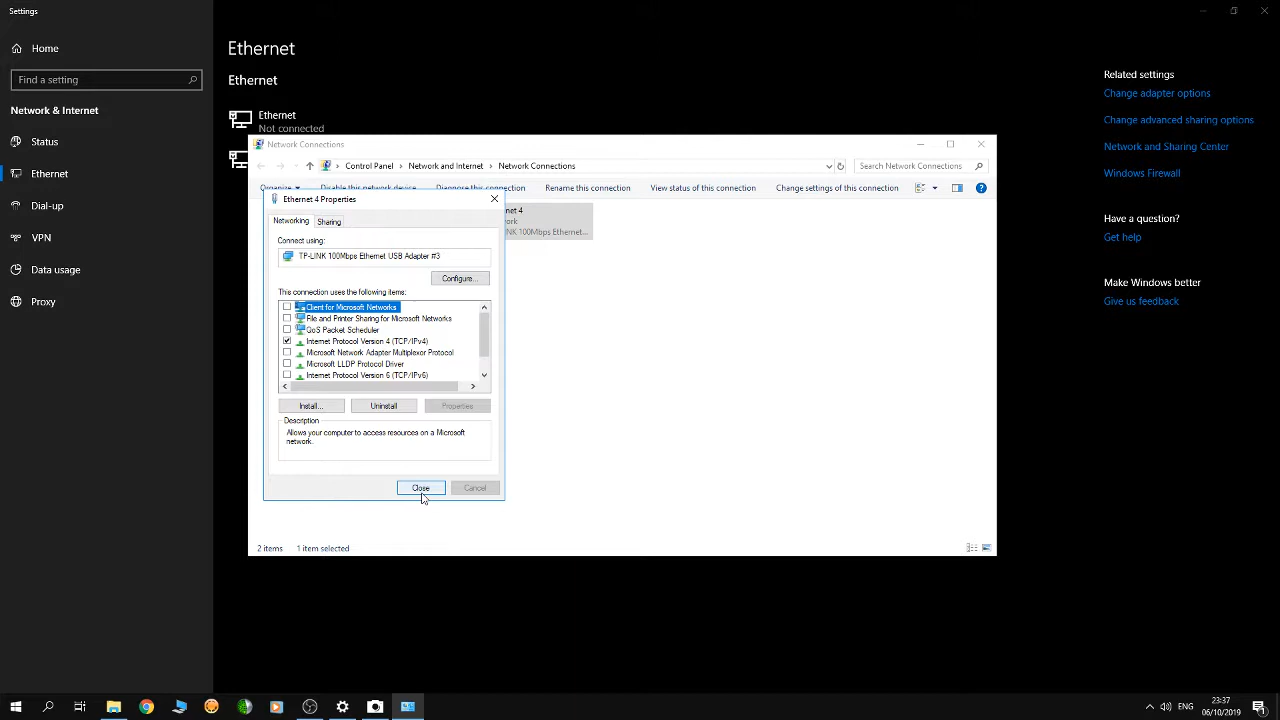 Settings
Home
Find a setting
Network & Internet
Status
Ethernet
Dial-up
VPN
Data usage
Proxy
Ethernet
Ethernet
Ethernet
Not connected
Related settings
Change adapter options
Change advanced sharing options
Network and Sharing Center
Windows Firewall
Have a question?
Get help
Make Windows better
Give us feedback
Network Connections
Control Panel > Network and Internet > Network Connections
Search Network Connections
Organize Disable this network device Diagnose this connection Rename this connection View status of this connection Change settings of this connection
net 4
ork
NK 100Mbps Ethernet...
Ethernet 4 Properties
Networking Sharing
Connect using:
TP-LINK 100Mbps Ethernet USB Adapter #3
Configure...
This connection uses the following items:
Client for Microsoft Networks
File and Printer Sharing for Microsoft Networks
QoS Packet Scheduler
Internet Protocol Version 4 (TCP/IPv4)
Microsoft Network Adapter Multiplexor Protocol
Microsoft LLDP Protocol Driver
Internet Protocol Version 6 (TCP/IPv6)
Install... Uninstall Properties
Description
Allows your computer to access resources on a Microsoft
network.
Close Cancel
2 items 1 item selected
23:37
06/10/2019